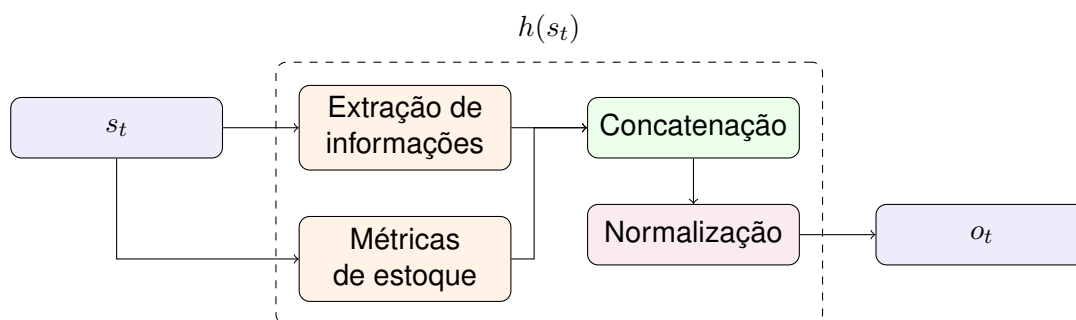 h(s_t)
s_t
Extração de
informações
Concatenação
Métricas
de estoque
Normalização
o_t